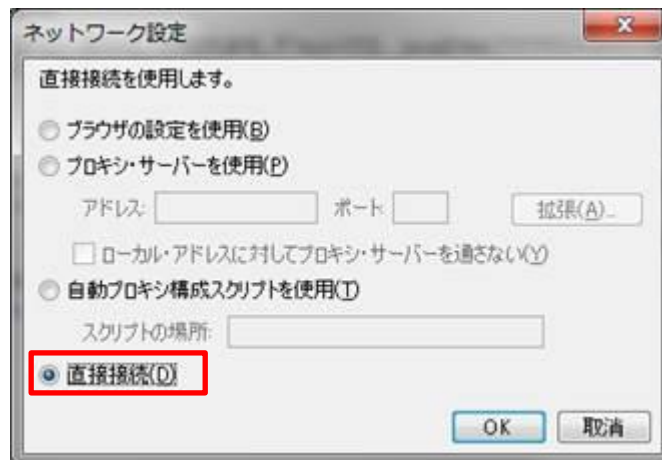 ネットワーク設定
直接接続を使用します。
ブラウザの設定を使用(B)
プロキシ・サーバーを使用(P)
アドレス: ポート: 拡張(A)...
ローカル・アドレスに対してプロキシ・サーバーを通さない(Y)
自動プロキシ構成スクリプトを使用(T)
スクリプトの場所:
直接接続(D)
OK 取消